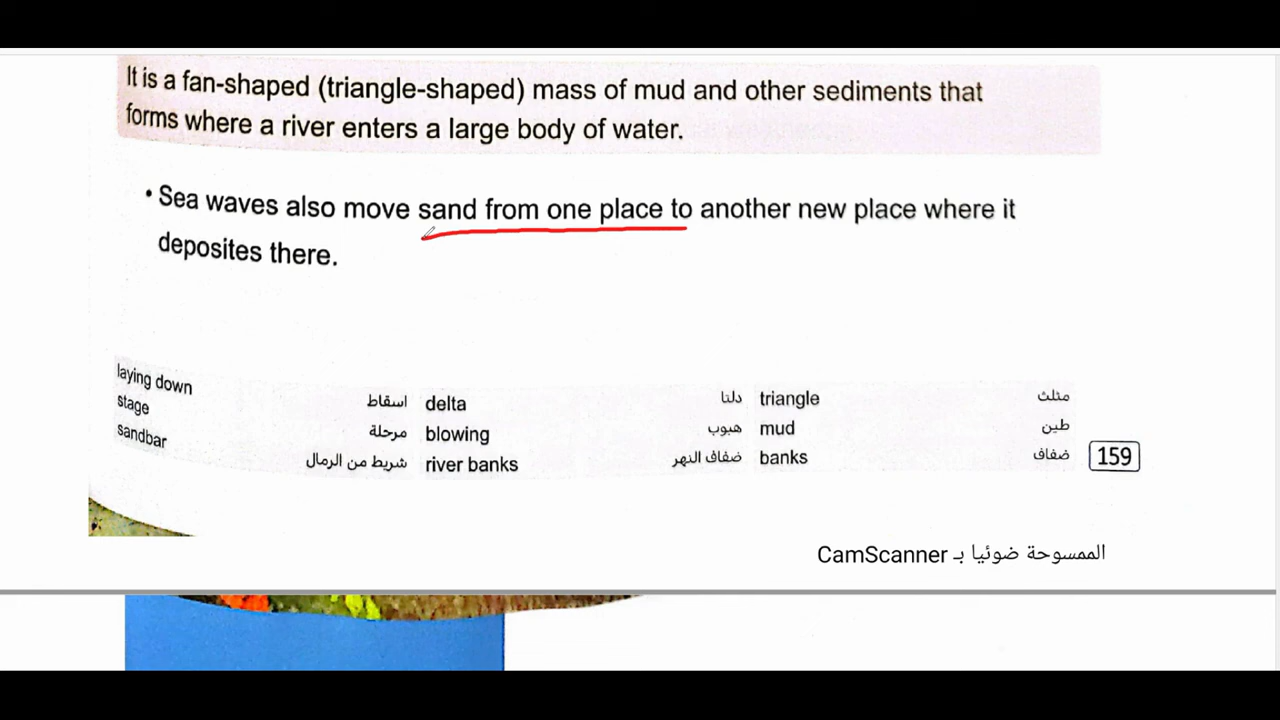 It is a fan-shaped (triangle-shaped) mass of mud and other sediments that
forms where a river enters a large body of water.
• Sea waves also move sand from one place to another new place where it
deposites there.
laying down اسقاط delta دلتا triangle مثلث
stage مرحلة blowing هبوب mud طين
sandbar شريط من الرمال river banks ضفاف النهر banks ضفاف
159
الممسوحة ضوئيا بـ CamScanner